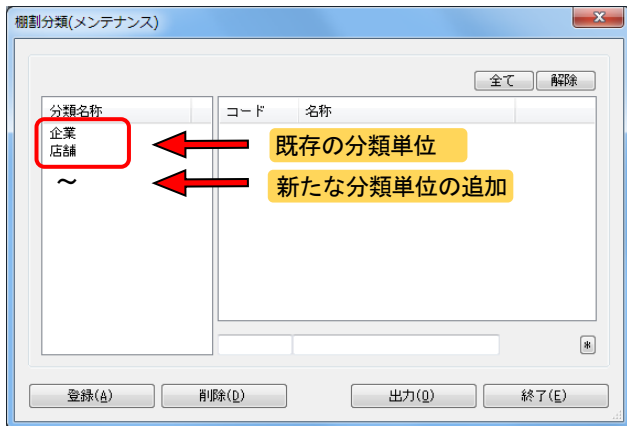 棚割分類(メンテナンス)
全て 解除
分類名称 コード 名称
企業
店舗
既存の分類単位
～
新たな分類単位の追加
*
登録(A) 削除(D) 出力(O) 終了(E)